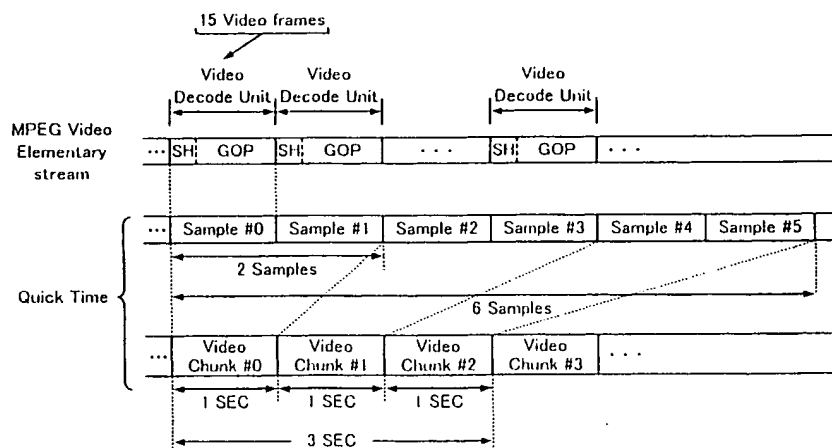 15 Video frames
Video
Decode Unit
Video
Decode Unit
Video
Decode Unit
MPEG Video
Elementary
stream
··· SH GOP SH GOP ··· SH GOP ···
··· Sample #0 Sample #1 Sample #2 Sample #3 Sample #4 Sample #5
2 Samples
6 Samples
Quick Time
··· Video
Chunk #0
Video
Chunk #1
Video
Chunk #2
Video
Chunk #3
···
1 SEC 1 SEC 1 SEC
3 SEC